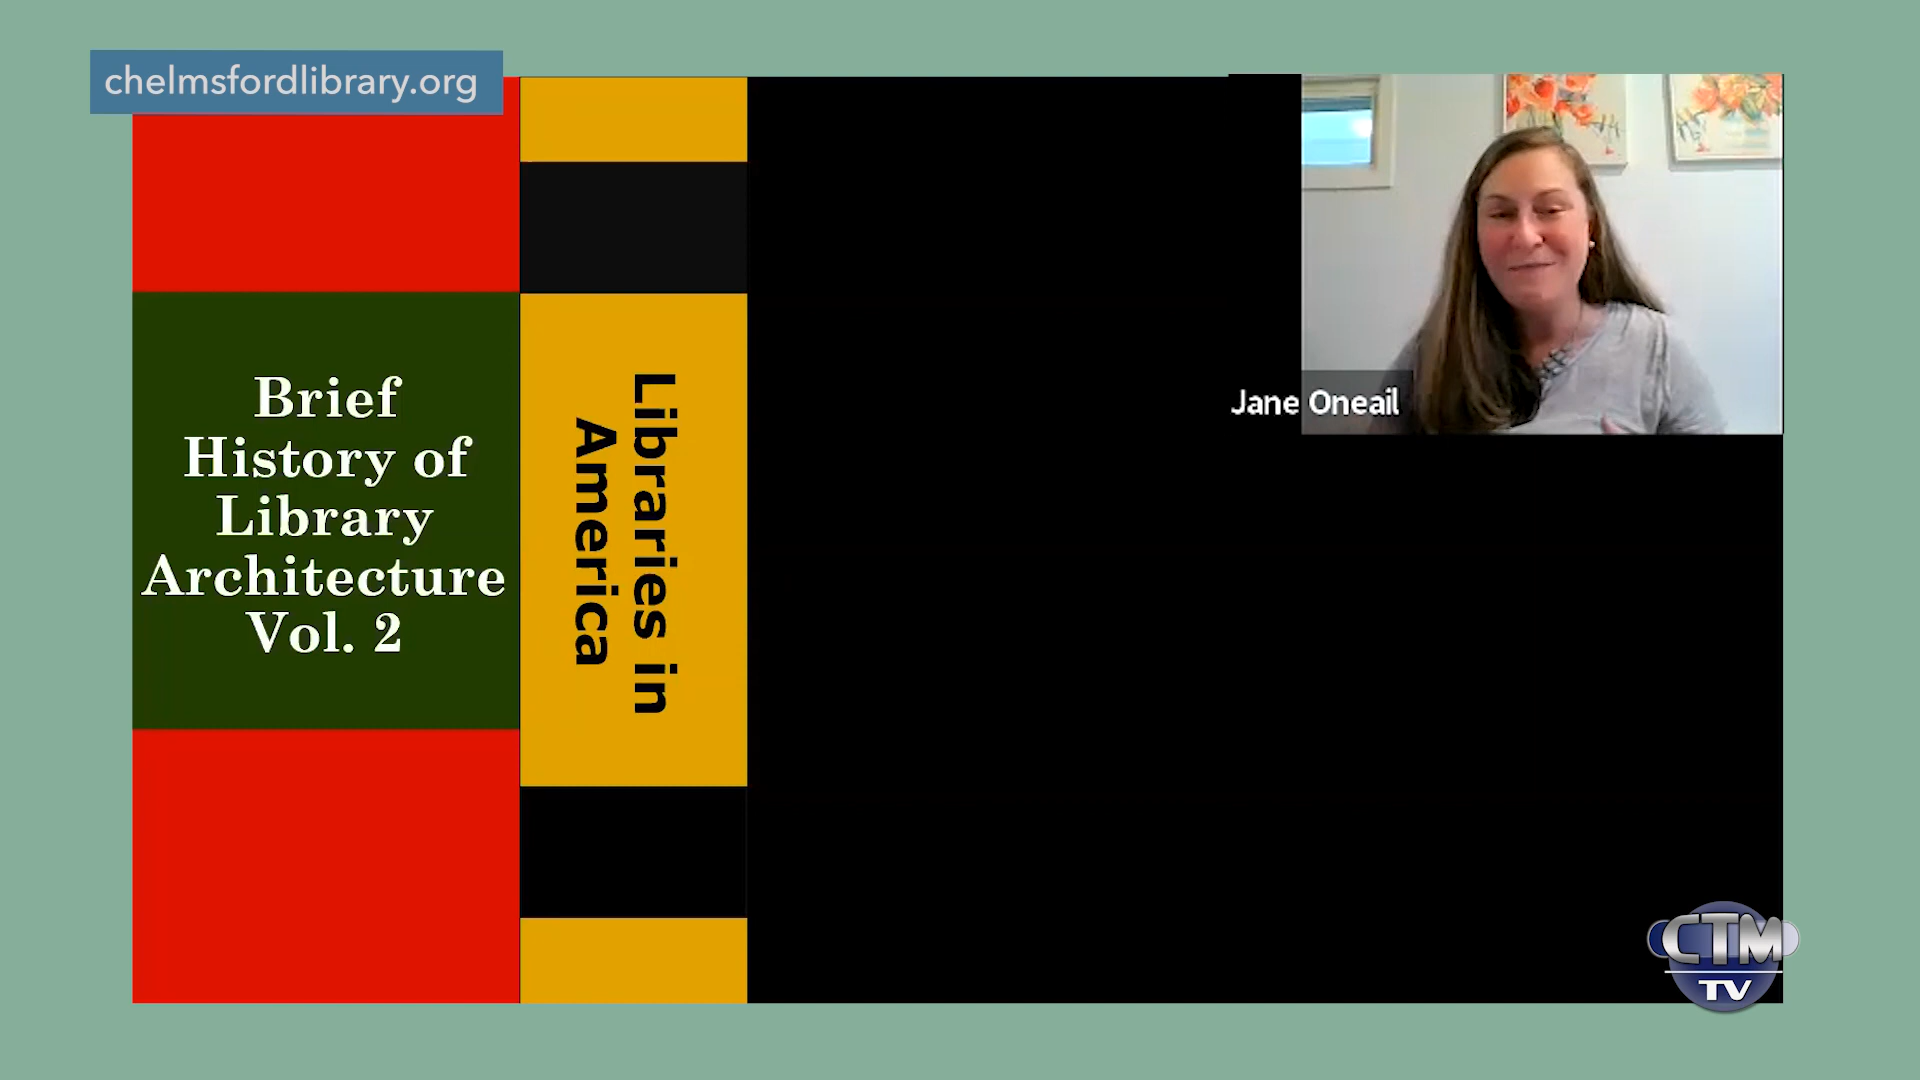 chelmsfordlibrary.org
Brief
History of
Library
Architecture
Vol. 2
Libraries in
America
Jane Oneail
CTM
TV